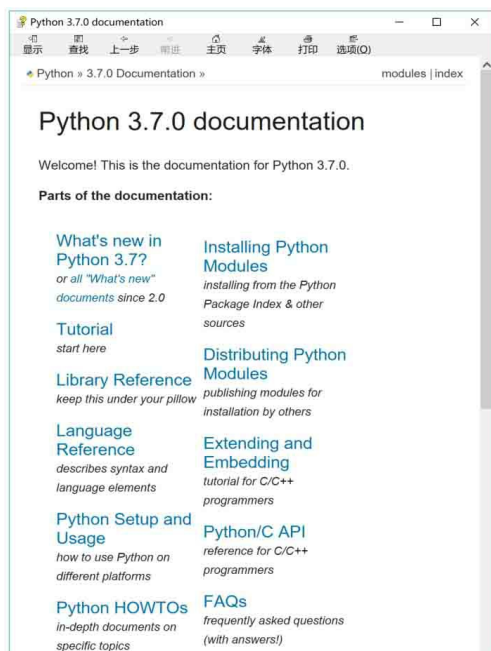 Python 3.7.0 documentation
显示 查找 上一步 前进 主页 字体 打印 选项(O)
Python » 3.7.0 Documentation » modules | index
Python 3.7.0 documentation
Welcome! This is the documentation for Python 3.7.0.
Parts of the documentation:
What's new in
Python 3.7?
or all "What's new"
documents since 2.0
Tutorial
start here
Library Reference
keep this under your pillow
Language
Reference
describes syntax and
language elements
Python Setup and
Usage
how to use Python on
different platforms
Python HOWTOs
in-depth documents on
specific topics
Installing Python
Modules
installing from the Python
Package Index & other
sources
Distributing Python
Modules
publishing modules for
installation by others
Extending and
Embedding
tutorial for C/C++
programmers
Python/C API
reference for C/C++
programmers
FAQs
frequently asked questions
(with answers!)